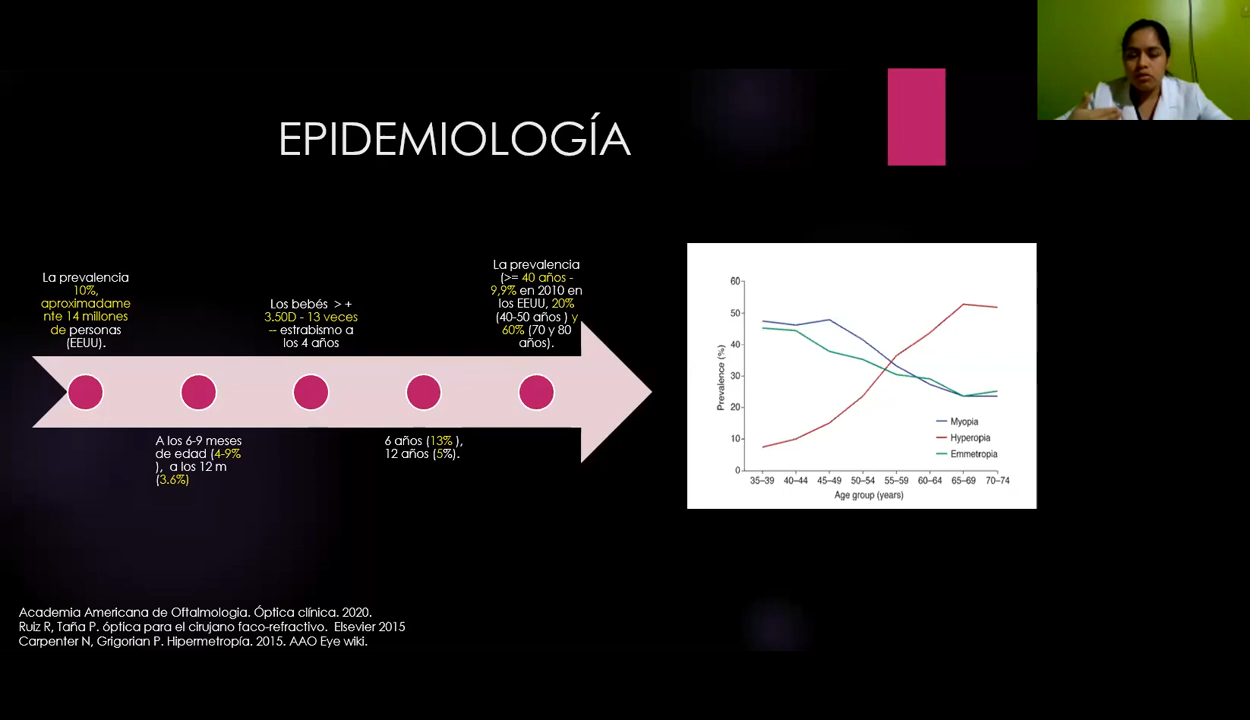 EPIDEMIOLOGÍA
La prevalencia
10%,
aproximadame
nte 14 millones
de personas
(EEUU).
A los 6-9 meses
de edad (4-9%
), a los 12 m
(3.6%)
Los bebés > +
3.50D - 13 veces
-- estrabismo a
los 4 años
6 años (13% ),
12 años (5%).
La prevalencia
(>= 40 años -
9,9% en 2010 en
los EEUU, 20%
(40-50 años ) y
60% (70 y 80
años).
Prevalence (%)
60
50
40
30
20
10
0
35–39 40–44 45–49 50–54 55–59 60–64 65–69 70–74
Age group (years)
Myopia
Hyperopia
Emmetropia
Academia Americana de Oftalmologia. Óptica clínica. 2020.
Ruiz R, Taña P. óptica para el cirujano faco-refractivo. Elsevier 2015
Carpenter N, Grigorian P. Hipermetropía. 2015. AAO Eye wiki.